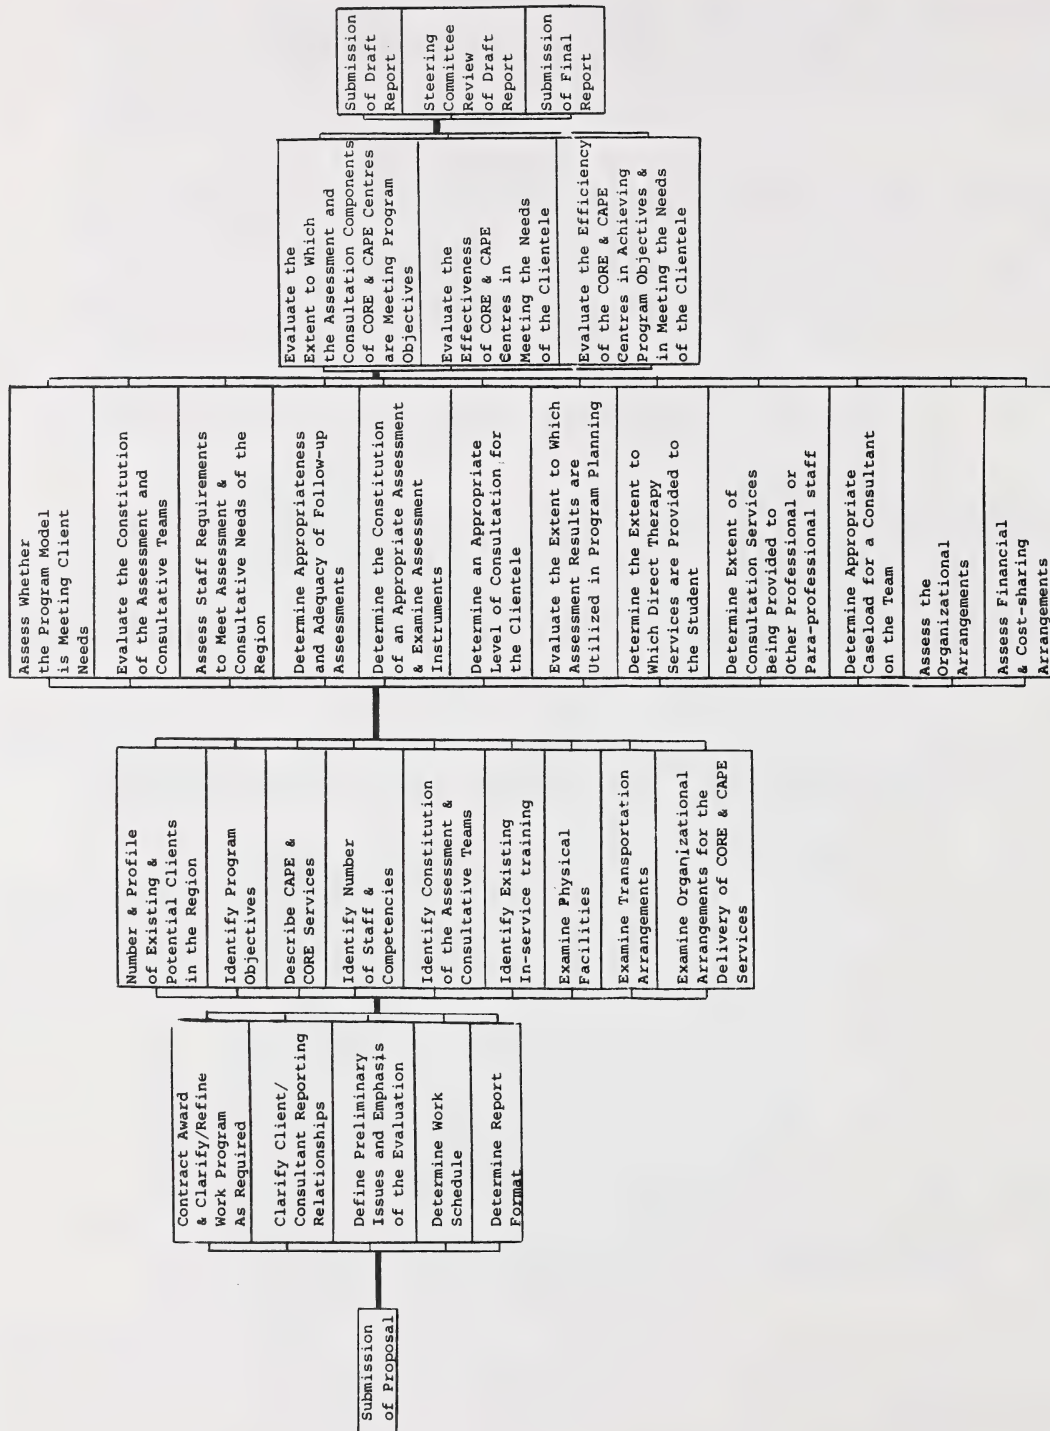 Submission
of Proposal
Contract Award
& Clarify/Refine
Work Program
As Required
Clarify Client/
Consultant Reporting
Relationships
Define Preliminary
Issues and Emphasis
of the Evaluation
Determine Work
Schedule
Determine Report
Format
Number & Profile
of Existing &
Potential Clients
in the Region
Identify Program
Objectives
Describe CAPE &
CORE Services
Identify Number
of Staff &
Competencies
Identify Constitution
of the Assessment &
Consultative Teams
Identify Existing
In-service training
Examine Physical
Facilities
Examine Transportation
Arrangements
Examine Organizational
Arrangements for the
Delivery of CORE & CAPE
Services
Assess Whether
the Program Model
is Meeting Client
Needs
Evaluate the Constitution
of the Assessment and
Consultative Teams
Assess Staff Requirements
to Meet Assessment &
Consultative Needs of the
Region
Determine Appropriateness
and Adequacy of Follow-up
Assessments
Determine the Constitution
of an Appropriate Assessment
& Examine Assessment
Instruments
Determine an Appropriate
Level of Consultation for
the Clientele
Evaluate the Extent to Which
Assessment Results are
Utilized in Program Planning
Determine the Extent to
Which Direct Therapy
Services are Provided to
the Student
Determine Extent of
Consultation Services
Being Provided to
Other Professional or
Para-professional staff
Determine Appropriate
Caseload for a Consultant
on the Team
Assess the
Organizational
Arrangements
Assess Financial
& Cost-sharing
Arrangements
Evaluate the
Extent to Which
the Assessment and
Consultation Components
of CORE & CAPE Centres
are Meeting Program
Objectives
Evaluate the
Effectiveness
of CORE & CAPE
Centres in
Meeting the Needs
of the Clientele
Evaluate the Efficiency
of the CORE & CAPE
Centres in Achieving
Program Objectives &
in Meeting the Needs
of the Clientele
Submission
of Draft
Report
Steering
Committee
Review
of Draft
Report
Submission
of Final
Report